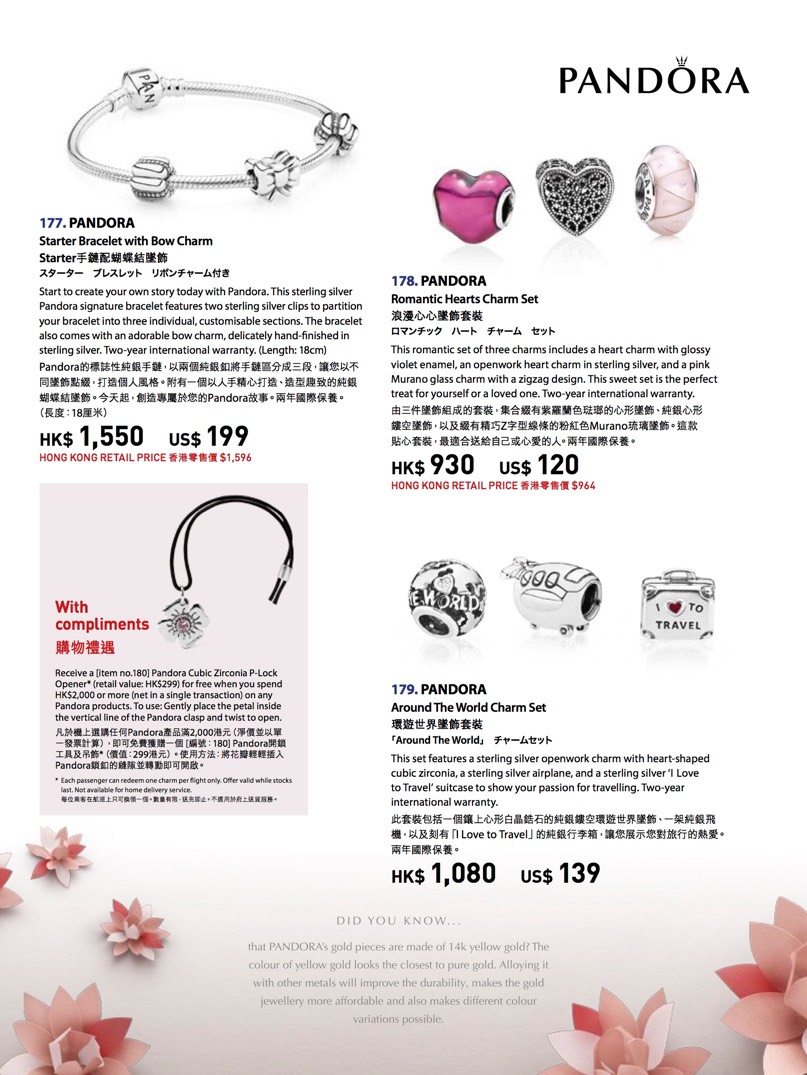 PANDORA
177. PANDORA
Starter Bracelet with Bow Charm
Starter手鏈配蝴蝶結墜飾
スターター　ブレスレット　リボンチャーム付き
Start to create your own story today with Pandora. This sterling silver
Pandora signature bracelet features two sterling silver clips to partition
your bracelet into three individual, customisable sections. The bracelet
also comes with an adorable bow charm, delicately hand-finished in
sterling silver. Two-year international warranty. (Length: 18cm)
Pandora的標誌性純銀手鏈，以兩個純銀釦將手鏈區分成三段，讓您以不
同墜飾點綴，打造個人風格。附有一個以人手精心打造、造型趣致的純銀
蝴蝶結墜飾。今天起，創造專屬於您的Pandora故事。兩年國際保養。
（長度：18厘米）
HK$ 1,550 US$ 199
HONG KONG RETAIL PRICE 香港零售價 $1,596
178. PANDORA
Romantic Hearts Charm Set
浪漫心心墜飾套裝
ロマンチック　ハート　チャーム　セット
This romantic set of three charms includes a heart charm with glossy
violet enamel, an openwork heart charm in sterling silver, and a pink
Murano glass charm with a zigzag design. This sweet set is the perfect
treat for yourself or a loved one. Two-year international warranty.
由三件墜飾組成的套裝，集合綴有紫羅蘭色琺瑯的心形墜飾、純銀心形
鏤空墜飾，以及綴有精巧Z字型線條的粉紅色Murano琉璃墜飾。這款
貼心套裝，最適合送給自己或心愛的人。兩年國際保養。
HK$ 930 US$ 120
HONG KONG RETAIL PRICE 香港零售價 $964
With
compliments
購物禮遇
Receive a [item no.180] Pandora Cubic Zirconia P-Lock
Opener* (retail value: HK$299) for free when you spend
HK$2,000 or more (net in a single transaction) on any
Pandora products. To use: Gently place the petal inside
the vertical line of the Pandora clasp and twist to open.
凡於機上選購任何Pandora產品滿2,000港元（淨價並以單
一發票計算），即可免費獲贈一個 [編號：180] Pandora開鎖
工具及吊飾*（價值：299港元）。使用方法：將花瓣輕輕插入
Pandora鎖釦的縫隙並轉動即可開啟。
* Each passenger can redeem one charm per flight only. Offer valid while stocks
last. Not available for home delivery service.
每位乘客在航班上只可換領一個。數量有限，送完即止。不適用於府上送貨服務。
I TO
TRAVEL
179. PANDORA
Around The World Charm Set
環遊世界墜飾套裝
「Around The World」　チャームセット
This set features a sterling silver openwork charm with heart-shaped
cubic zirconia, a sterling silver airplane, and a sterling silver ‘I Love
to Travel’ suitcase to show your passion for travelling. Two-year
international warranty.
此套裝包括一個鑲上心形白晶鋯石的純銀鏤空環遊世界墜飾、一架純銀飛
機，以及刻有「I Love to Travel」的純銀行李箱，讓您展示您對旅行的熱愛。
兩年國際保養。
HK$ 1,080 US$ 139
DID YOU KNOW...
that PANDORA’s gold pieces are made of 14k yellow gold? The
colour of yellow gold looks the closest to pure gold. Alloying it
with other metals will improve the durability, makes the gold
jewellery more affordable and also makes different colour
variations possible.